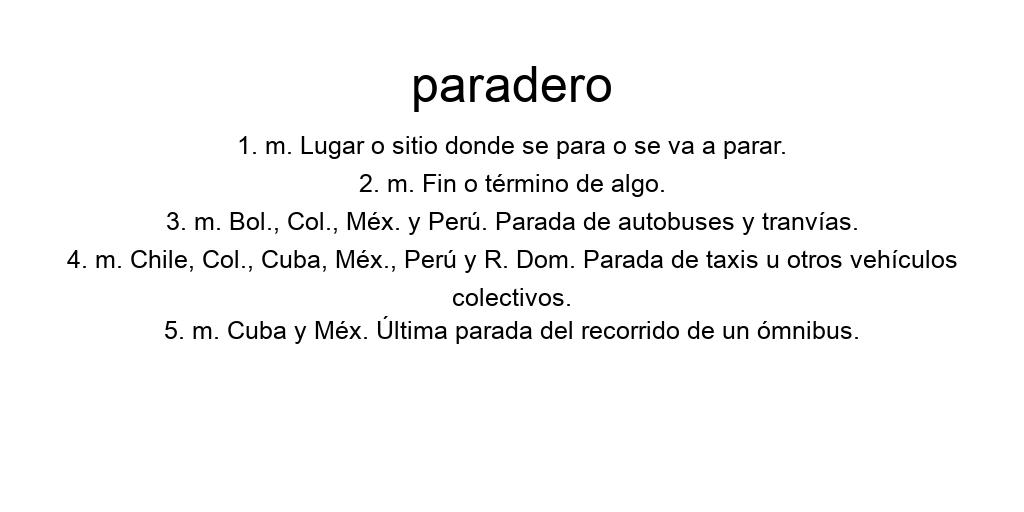 paradero
1. m. Lugar o sitio donde se para o se va a parar.
2. m. Fin o término de algo.
3. m. Bol., Col., Méx. y Perú. Parada de autobuses y tranvías.
4. m. Chile, Col., Cuba, Méx., Perú y R. Dom. Parada de taxis u otros vehículos
colectivos.
5. m. Cuba y Méx. Última parada del recorrido de un ómnibus.